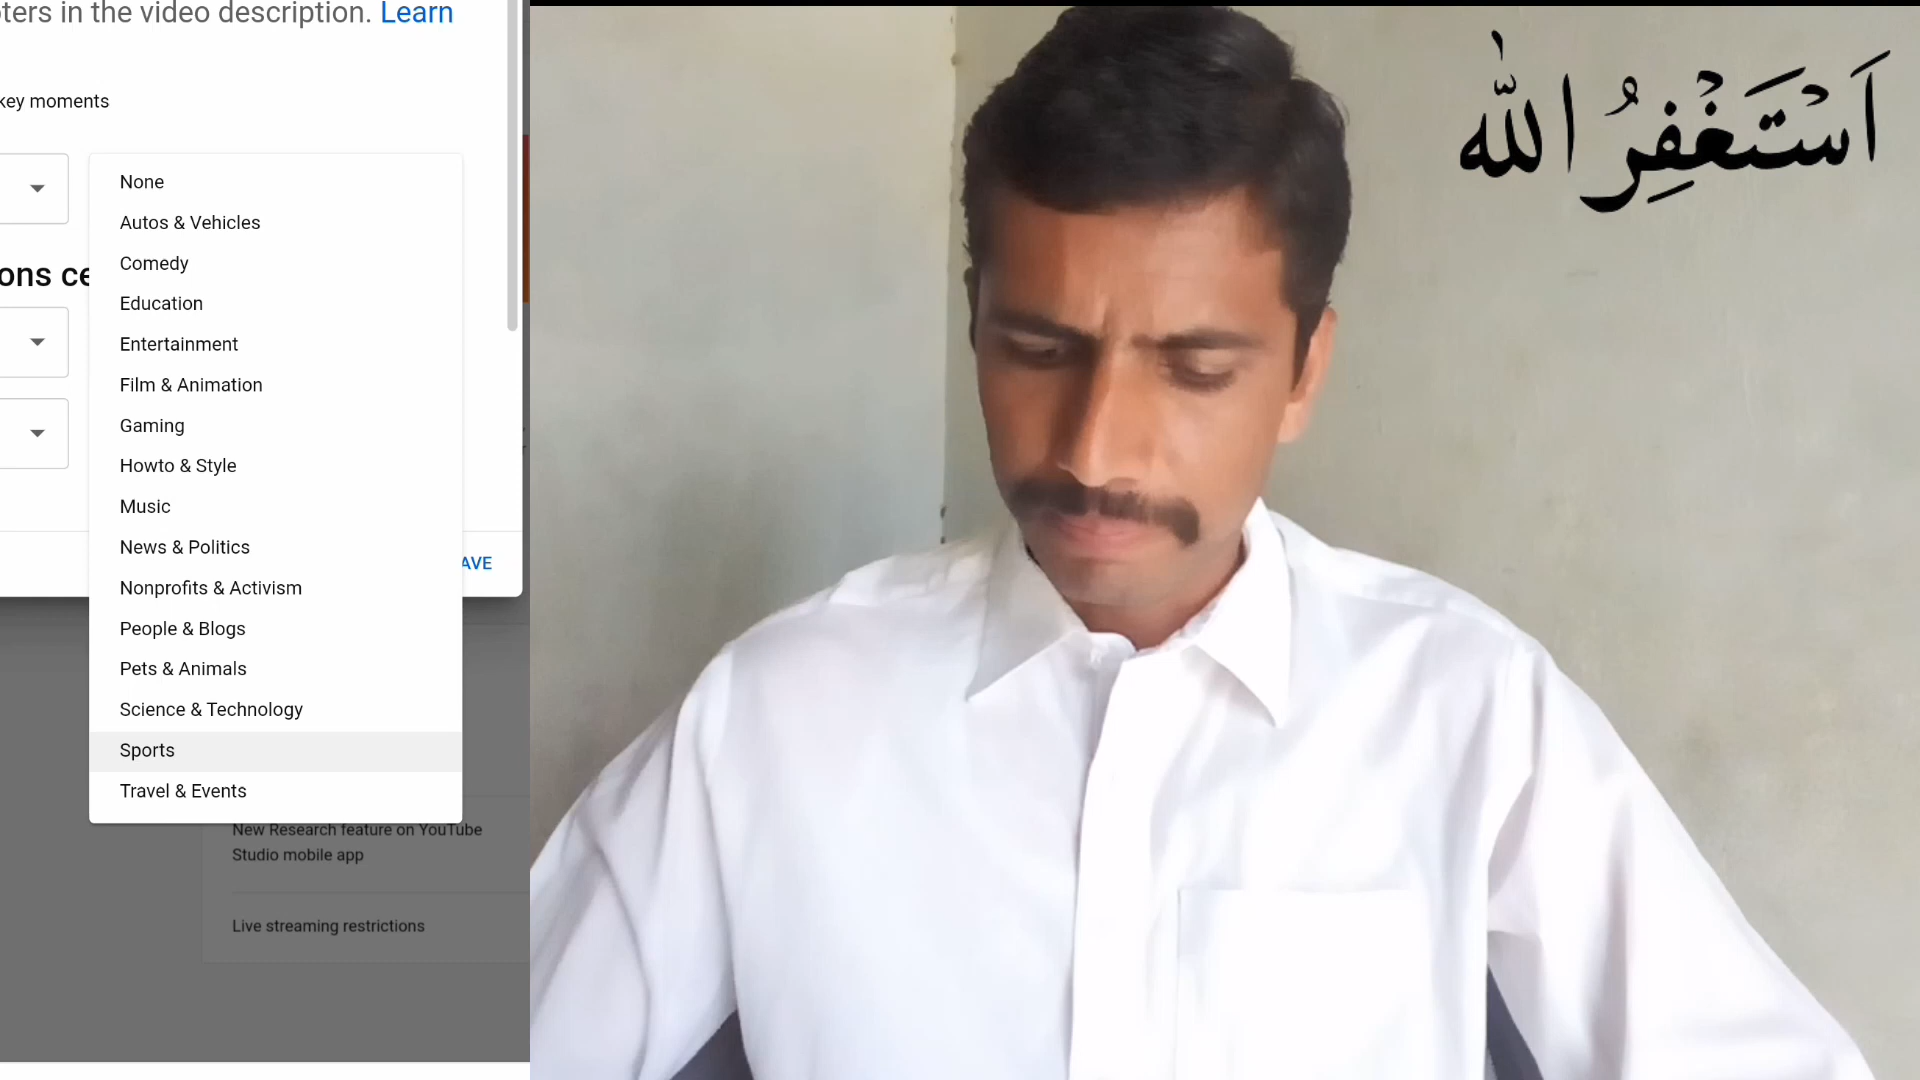 ters in the video description. Learn
key moments
None
Autos & Vehicles
Comedy
Education
Entertainment
Film & Animation
Gaming
Howto & Style
Music
News & Politics
Nonprofits & Activism
People & Blogs
Pets & Animals
Science & Technology
Sports
Travel & Events
ons ce
AVE
New Research feature on YouTube
Studio mobile app
Live streaming restrictions
اَسْتَغْفِرُ اللّٰه